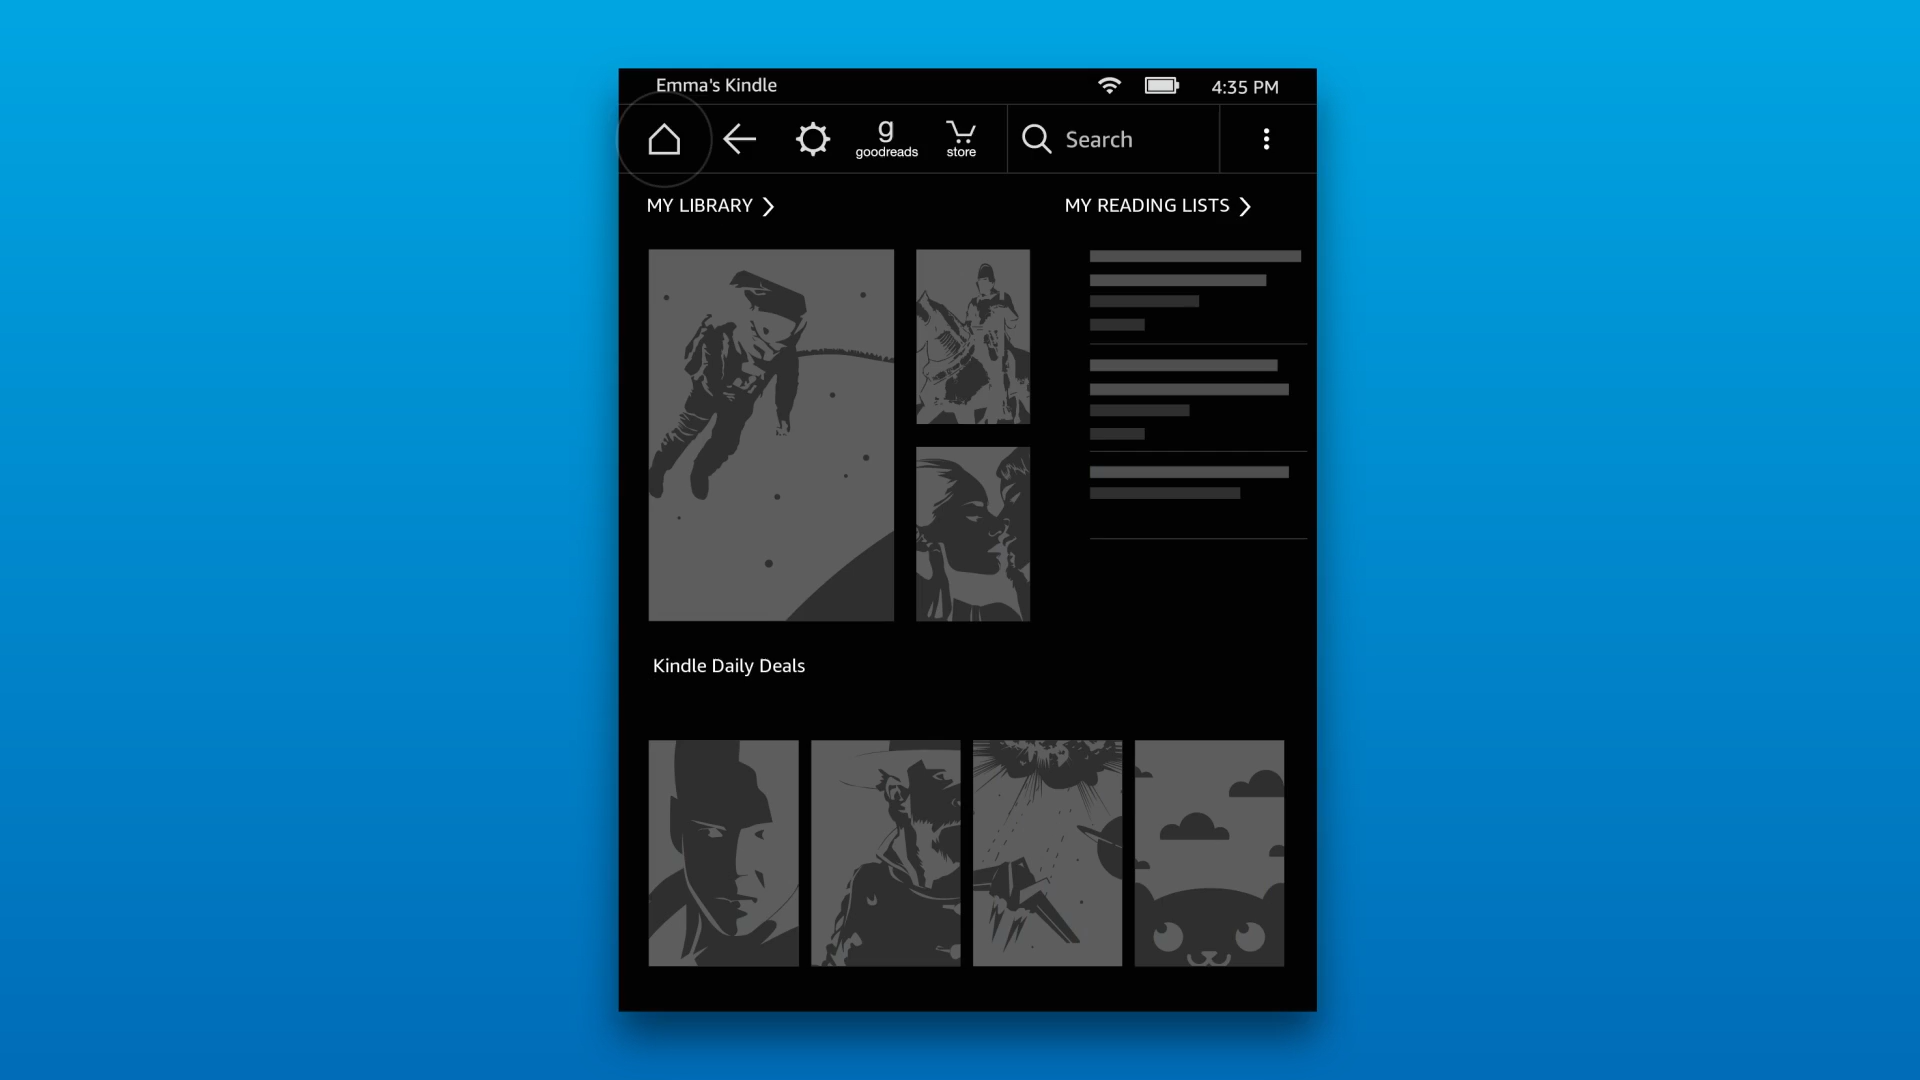 Emma's Kindle
4:35 PM
g
goodreads
store
Search
MY LIBRARY
MY READING LISTS
Kindle Daily Deals